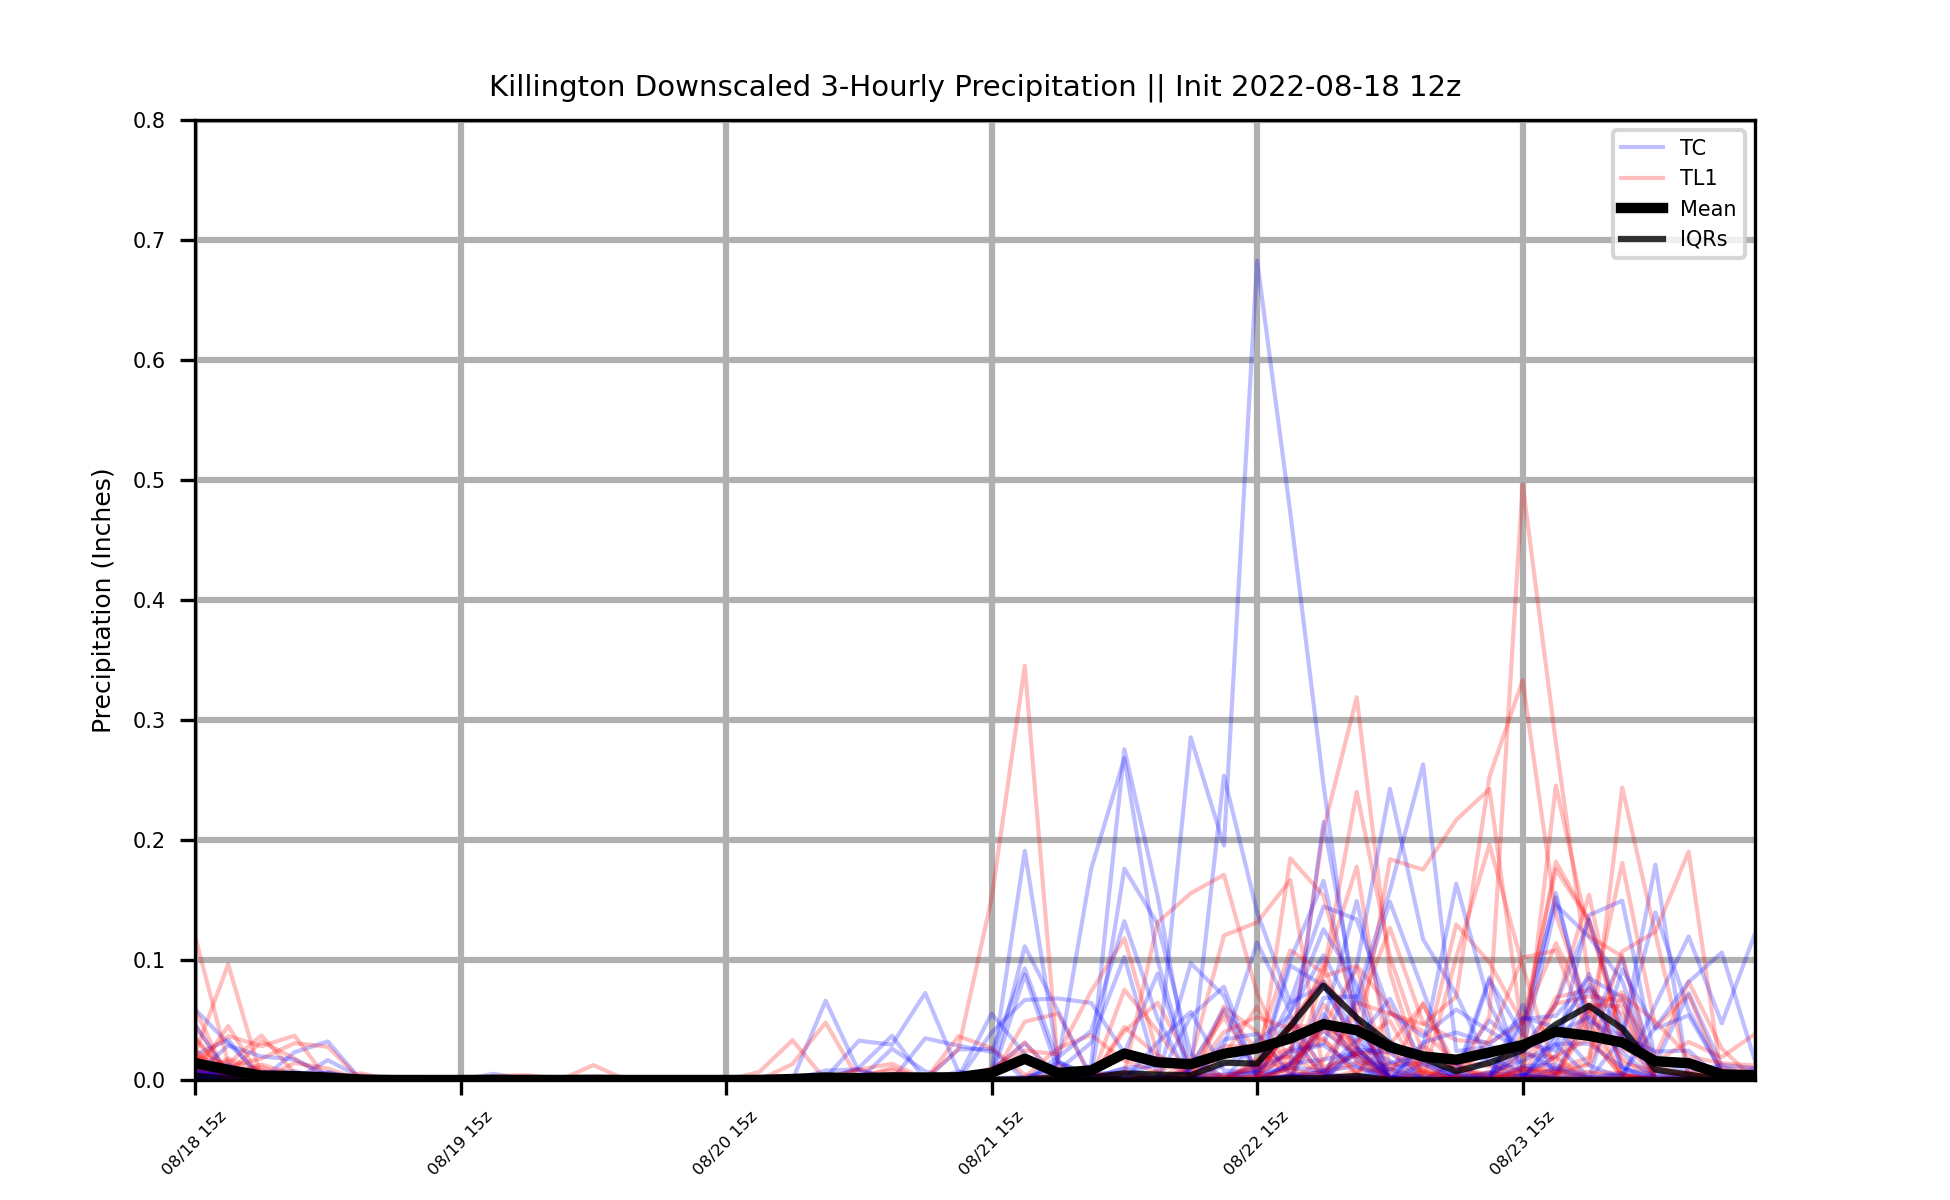 Killington Downscaled 3-Hourly Precipitation || Init 2022-08-18 12z
TC
TL1
Mean
IQRs
Precipitation (Inches)
0.8
0.7
0.6
0.5
0.4
0.3
0.2
0.1
0.0
08/18 15z
08/19 15z
08/20 15z
08/21 15z
08/22 15z
08/23 15z